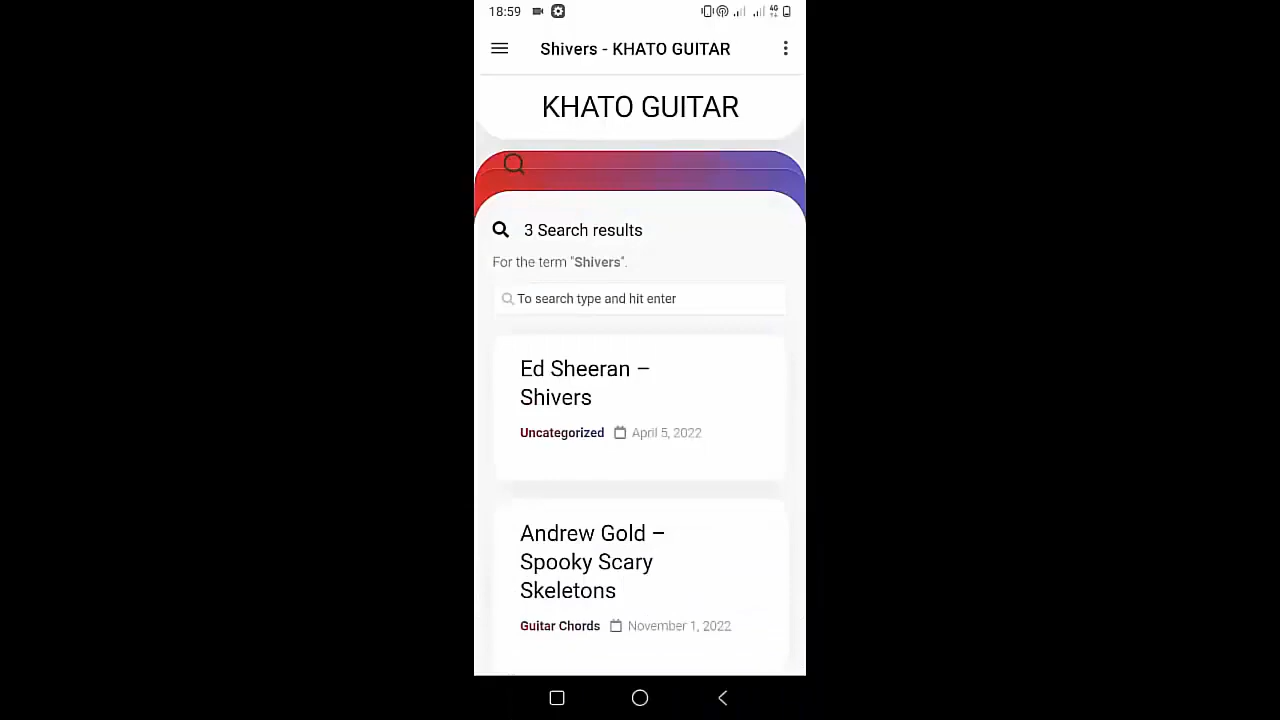 18:59
4G
Shivers - KHATO GUITAR
KHATO GUITAR
3 Search results
For the term "Shivers".
To search type and hit enter
Ed Sheeran –
Shivers
Uncategorized April 5, 2022
Andrew Gold –
Spooky Scary
Skeletons
Guitar Chords November 1, 2022